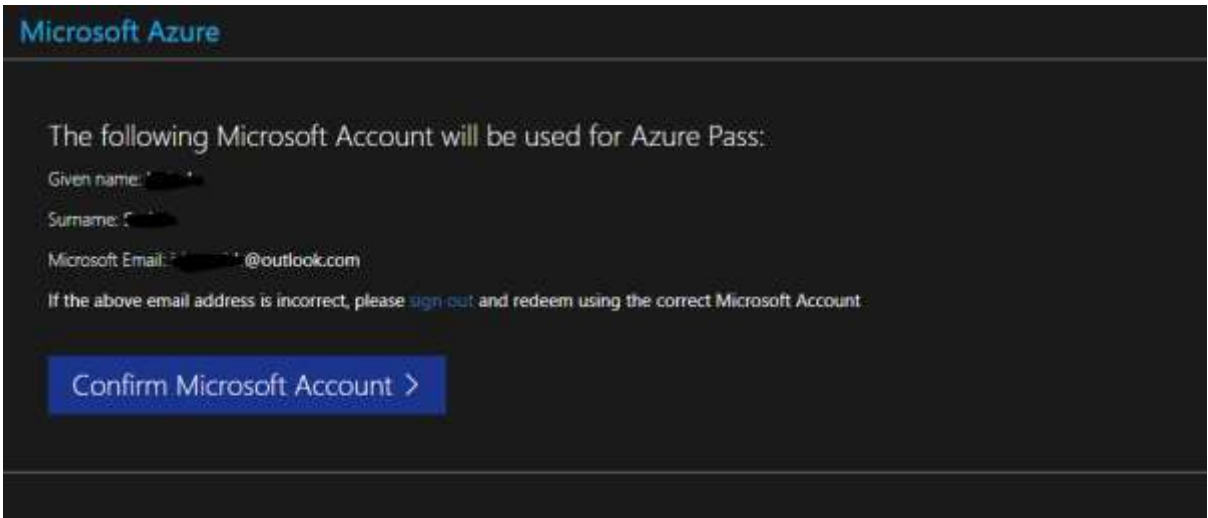 Microsoft Azure
The following Microsoft Account will be used for Azure Pass:
Given name:
Surname:
Microsoft Email: @outlook.com
If the above email address is incorrect, please sign out and redeem using the correct Microsoft Account
Confirm Microsoft Account >